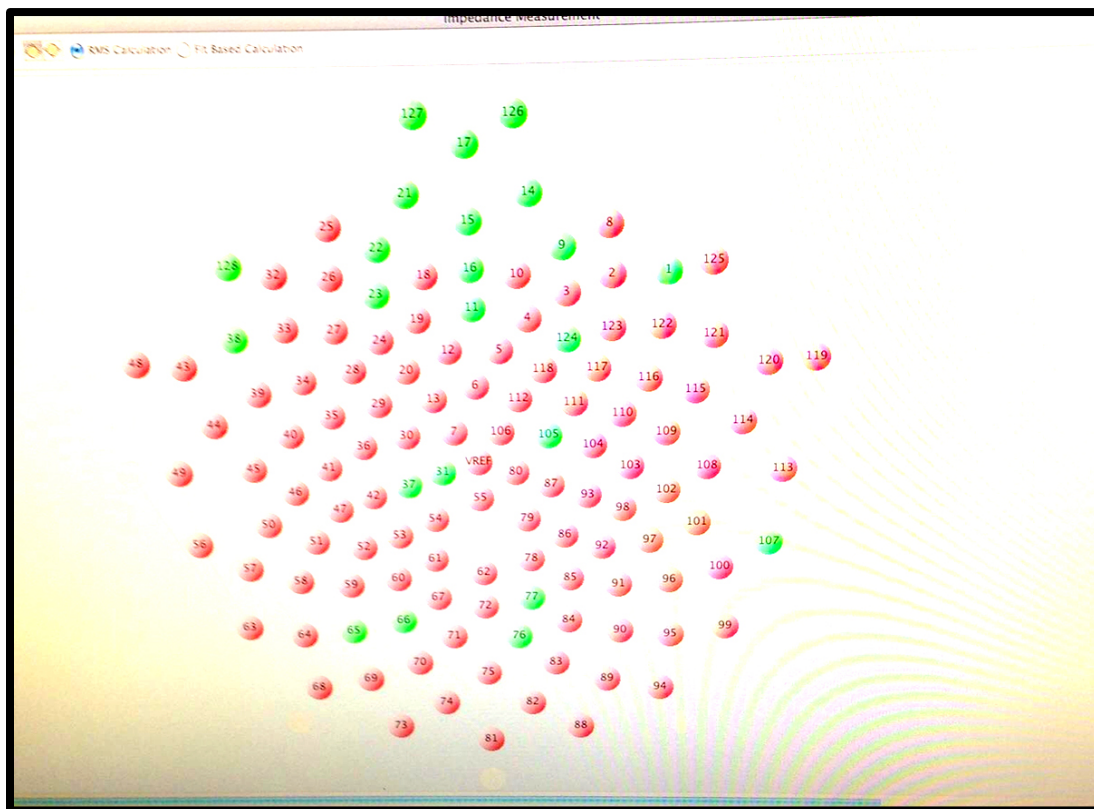 Impedance Measurement
RMS Calculation Fit Based Calculation
127 126
17
21 14
25 15 8
22 9
128 32 26 18 16 10 2 1 125
23 3
11
33 27 19 4 123 122 121
38 24 124
48 43 12 5 120 119
28 20 118 117 116
39 34 6 115
29 13 112 111
44 35 110 114
40 36 30 7 106 105 104 109
49 45 41 VREF 103 108 113
31 80
46 42 37 87 102
47 55 93 98
50 54 79 101
56 51 52 53 86 92 97 107
57 61 78 100
58 59 60 62 85 91 96
67 77
63 64 65 66 72 84 90 95 99
71 76
70 83
68 69 75 89 94
74 82
73 81 88